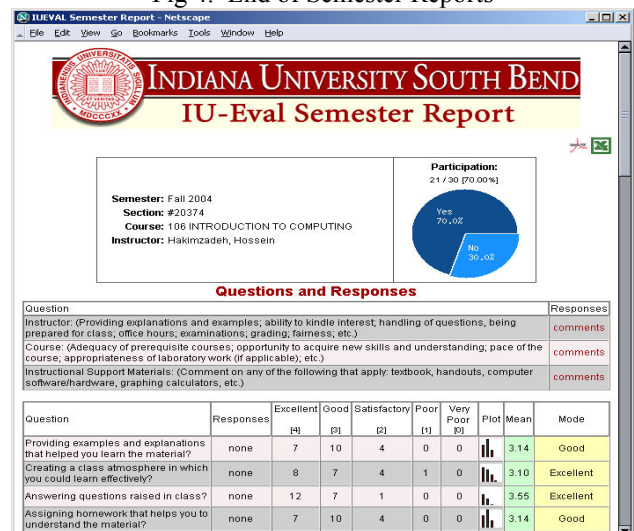 Fig 4. End of Semester Reports
IUEVAL Semester Report - Netscape
File Edit View Go Bookmarks Tools Window Help
INDIANA UNIVERSITY SOUTH BEND
IU-Eval Semester Report
Participation:
21 / 30 [70.00%]
Yes
70.0%
No
30.0%
Semester: Fall 2004
Section: #20374
Course: 106 INTRODUCTION TO COMPUTING
Instructor: Hakimzadeh, Hossein
Questions and Responses
Question Responses
Instructor: (Providing explanations and examples; ability to kindle interest; handling of questions, being
prepared for class; office hours; examinations; grading; fairness; etc.) comments
Course: (Adequacy of prerequisite courses; opportunity to acquire new skills and understanding; pace of the
course; appropriateness of laboratory work (if applicable); etc.) comments
Instructional Support Materials: (Comment on any of the following that apply: textbook, handouts, computer
software/hardware, graphing calculators, etc.) comments
Question Responses Excellent [4] Good [3] Satisfactory [2] Poor [1] Very Poor [0] Plot Mean Mode
Providing examples and explanations
that helped you learn the material? none 7 10 4 0 0 3.14 Good
Creating a class atmosphere in which
you could learn effectively? none 8 7 4 1 0 3.10 Excellent
Answering questions raised in class? none 12 7 1 0 0 3.55 Excellent
Assigning homework that helps you to
understand the material? none 7 10 4 0 0 3.14 Good